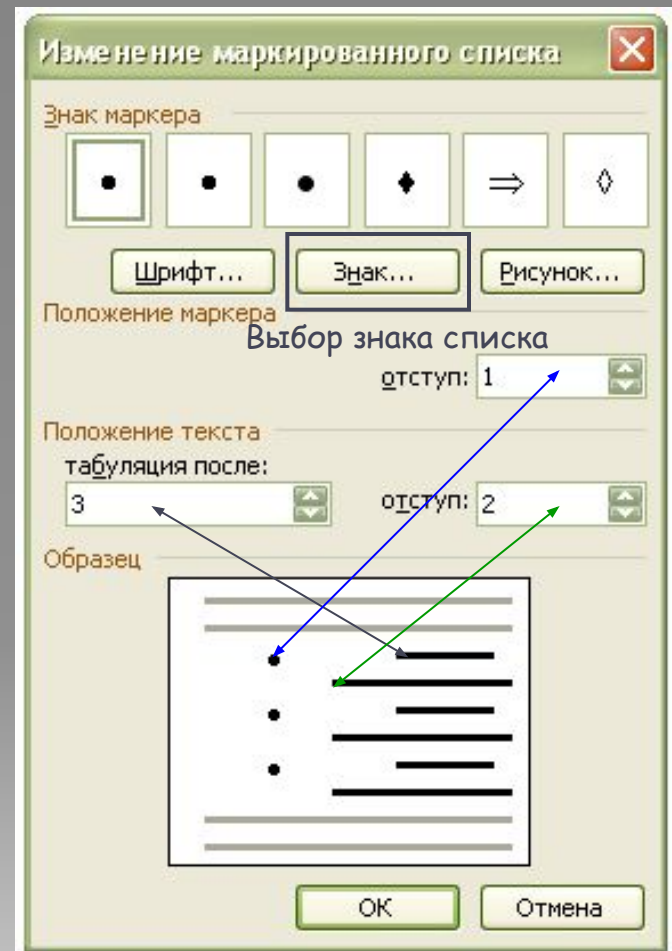 Изменение маркированного списка
Знак маркера
Шрифт... Знак... Рисунок...
Положение маркера
Выбор знака списка
отступ: 1
Положение текста
табуляция после:
3 отступ: 2
Образец
ОК Отмена